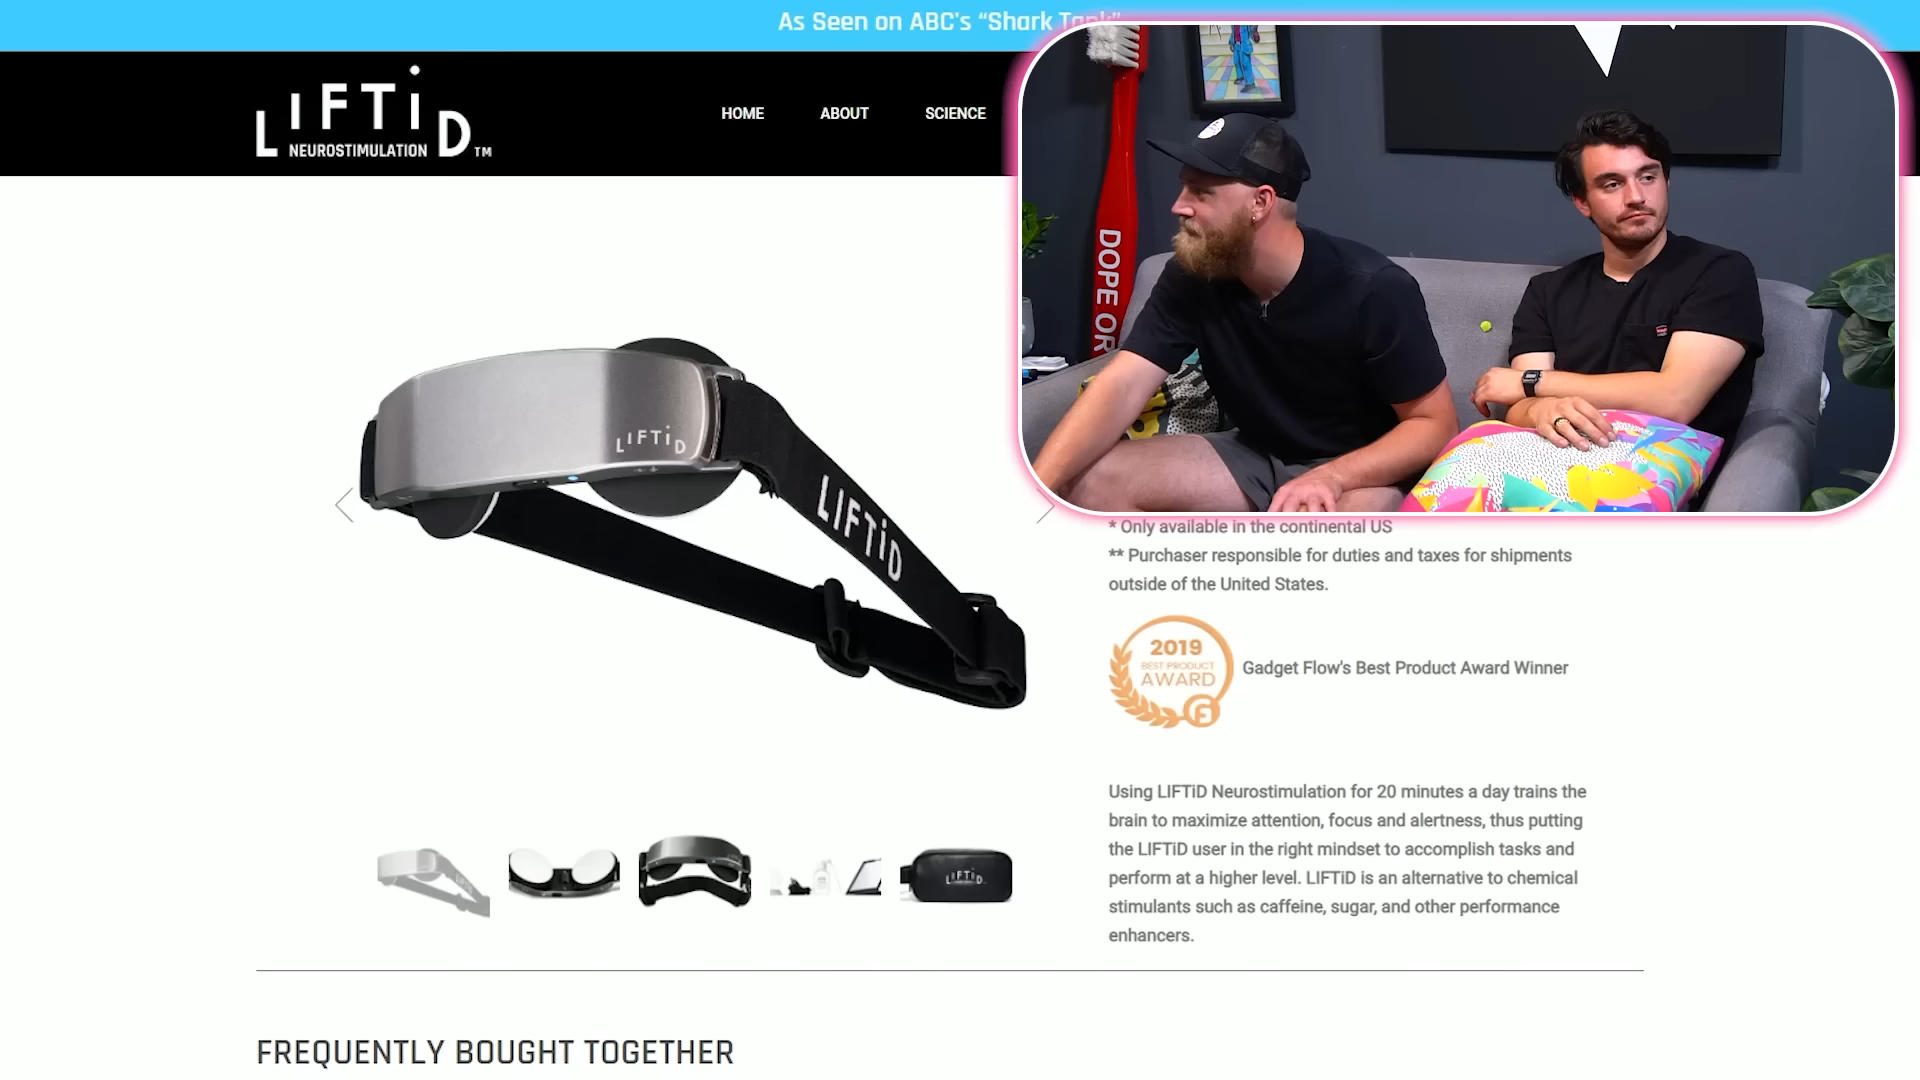 As Seen on ABC's “Shark Tank”
LIFTiD
NEUROSTIMULATION TM
HOME
ABOUT
SCIENCE
DOPE OR
LIFTiD
LIFTiD
* Only available in the continental US
** Purchaser responsible for duties and taxes for shipments
outside of the United States.
2019
BEST PRODUCT
AWARD
Gadget Flow's Best Product Award Winner
Using LIFTiD Neurostimulation for 20 minutes a day trains the
brain to maximize attention, focus and alertness, thus putting
the LIFTiD user in the right mindset to accomplish tasks and
perform at a higher level. LIFTiD is an alternative to chemical
stimulants such as caffeine, sugar, and other performance
enhancers.
LIFTiD
FREQUENTLY BOUGHT TOGETHER